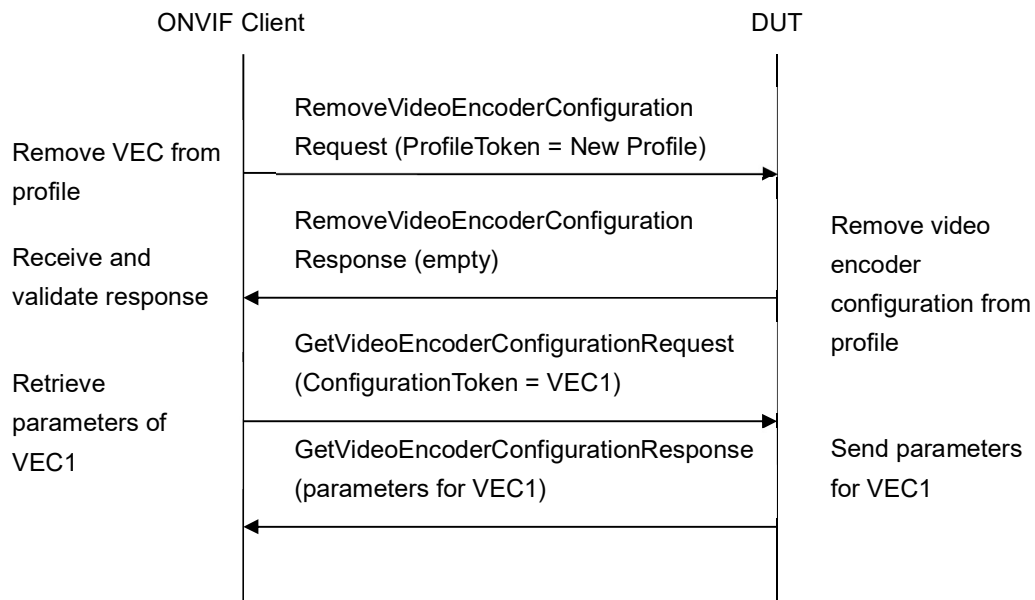 ONVIF Client
DUT
RemoveVideoEncoderConfiguration
Request (ProfileToken = New Profile)
Remove VEC from
profile
RemoveVideoEncoderConfiguration
Response (empty)
Remove video
encoder
configuration from
profile
Receive and
validate response
GetVideoEncoderConfigurationRequest
(ConfigurationToken = VEC1)
Retrieve
parameters of
VEC1
GetVideoEncoderConfigurationResponse
(parameters for VEC1)
Send parameters
for VEC1